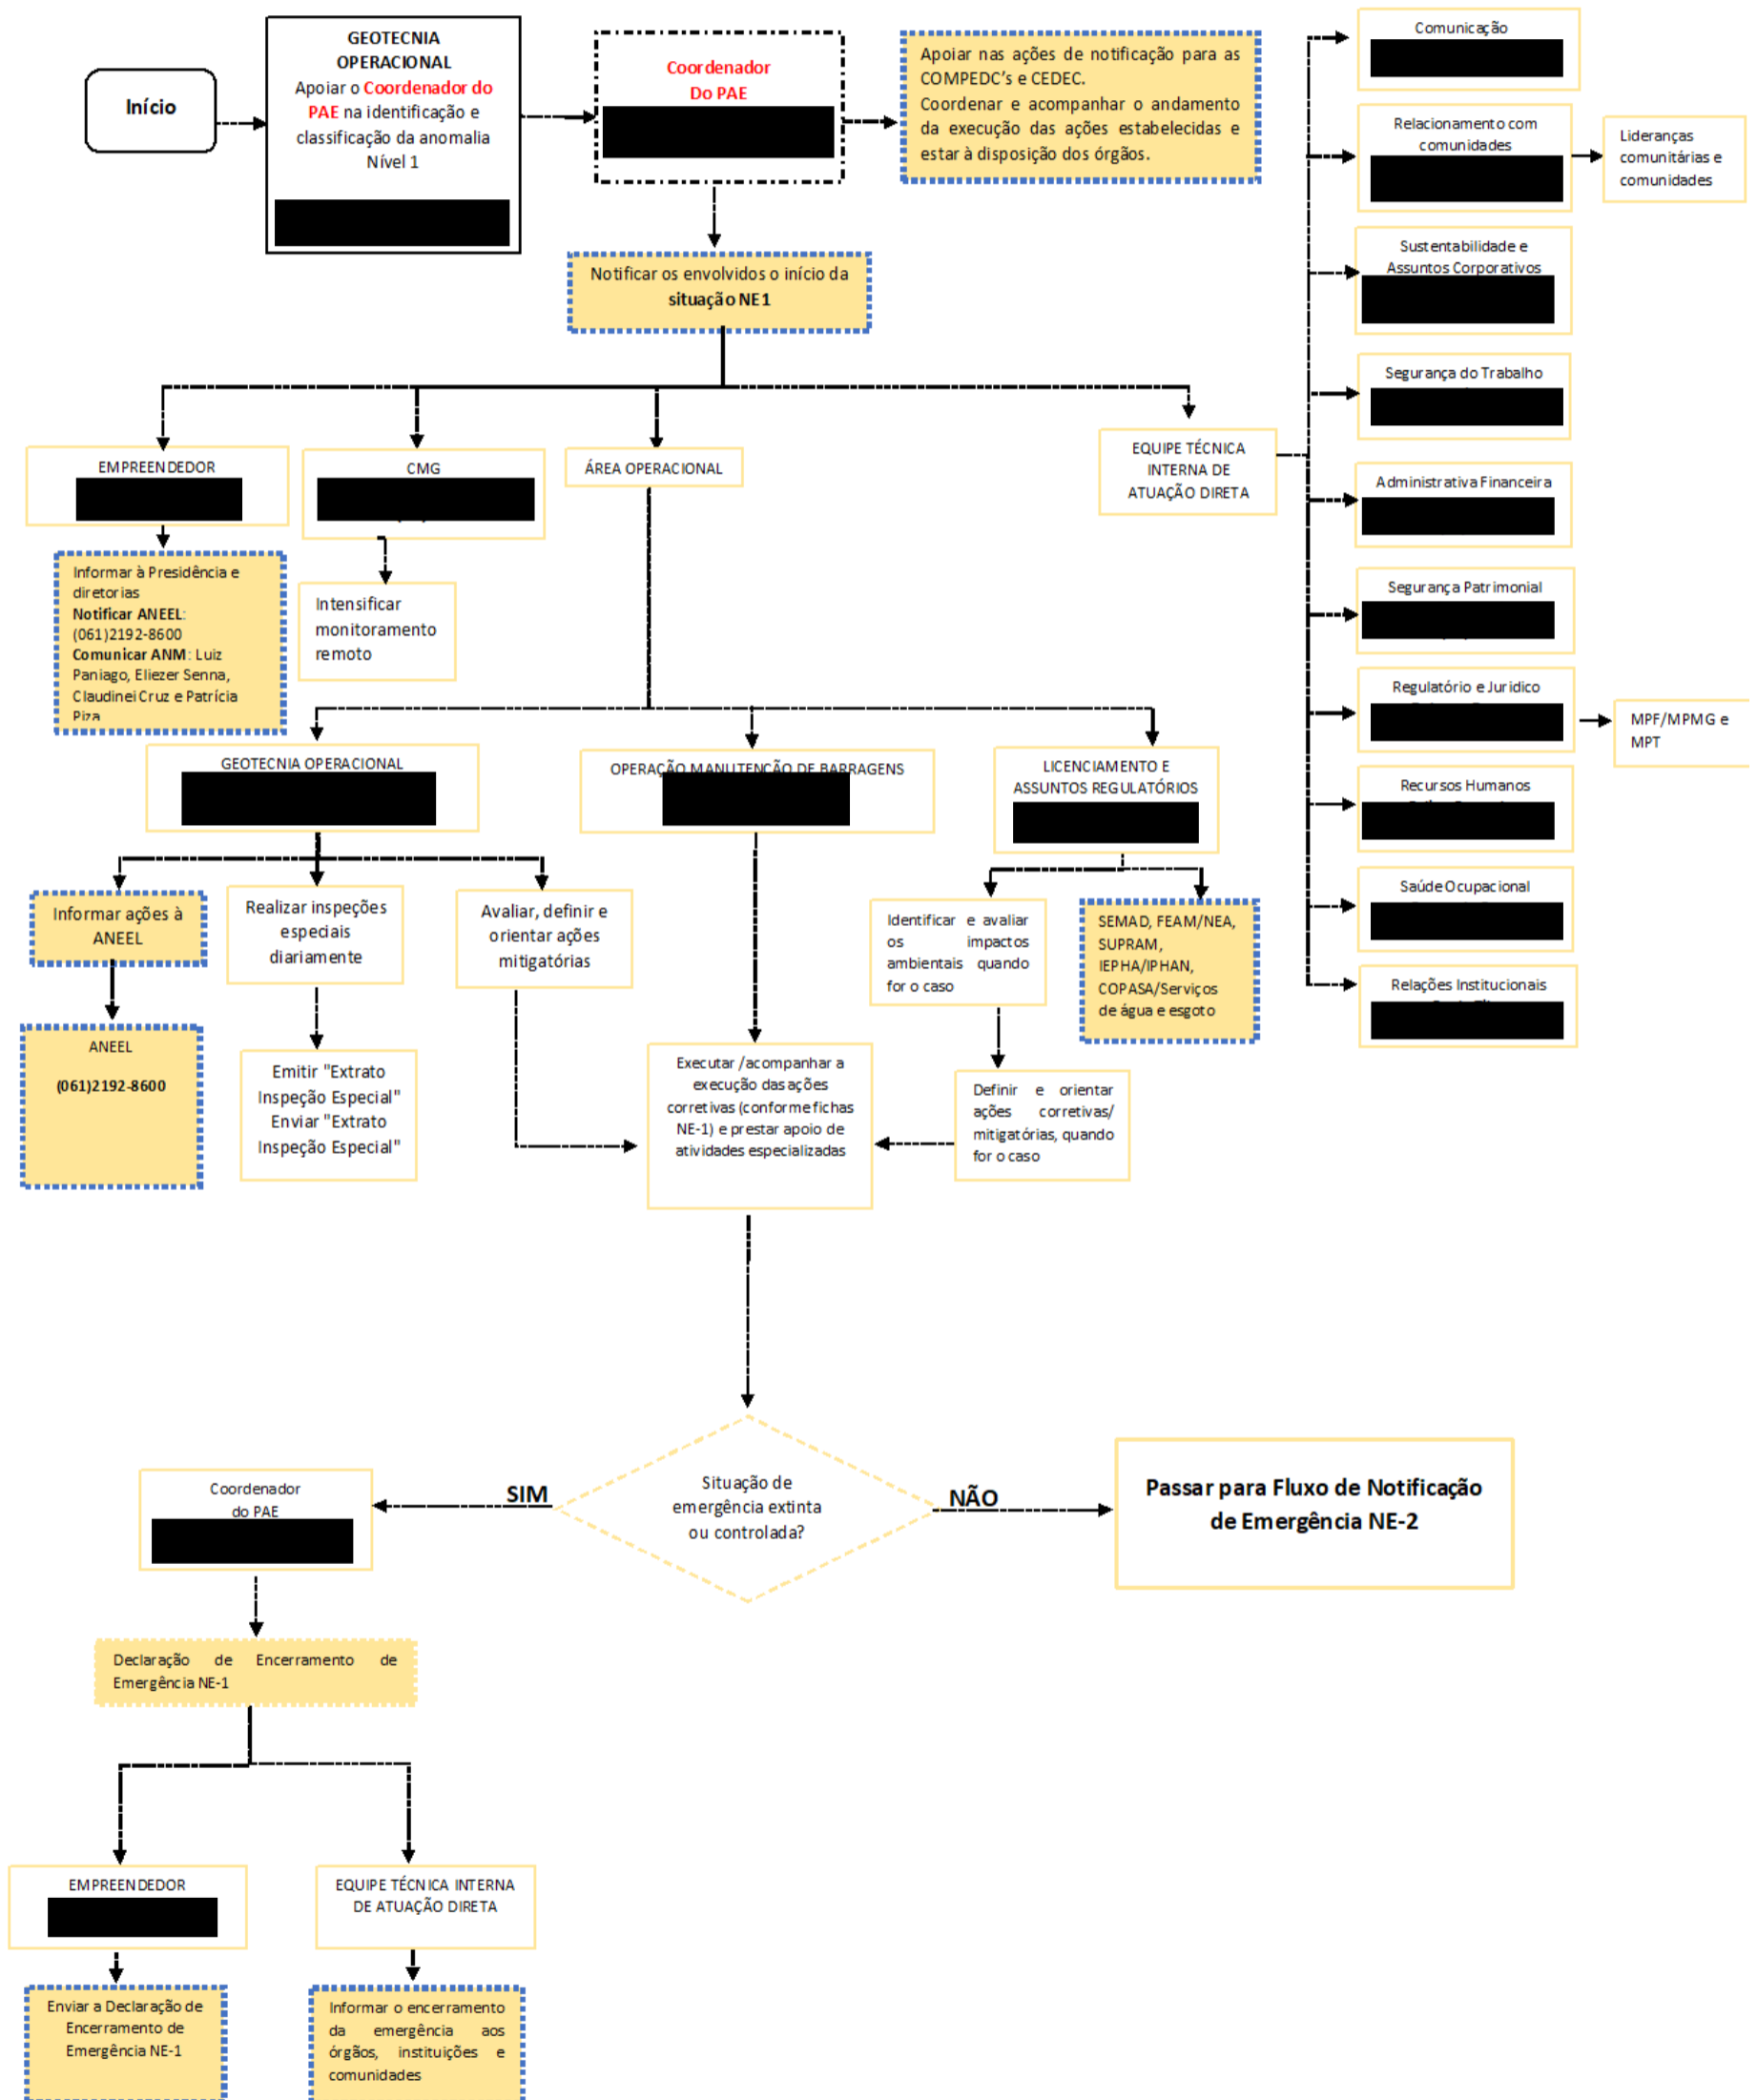 Início
GEOTECNIA
OPERACIONAL
Apoiar o Coordenador do
PAE na identificação e
classificação da anomalia
Nível 1
Coordenador
Do PAE
Apoiar nas ações de notificação para as
COMPEDC's e CEDEC.
Coordenar e acompanhar o andamento
da execução das ações estabelecidas e
estar à disposição dos órgãos.
Comunicação
Relacionamento com
comunidades
Lideranças
comunitárias e
comunidades
Sustentabilidade e
Assuntos Corporativos
Segurança do Trabalho
Administrativa Financeira
Segurança Patrimonial
Regulatório e Juridico
MPF/MPMG e
MPT
Recursos Humanos
Saúde Ocupacional
Relações Institucionais
Notificar os envolvidos o início da
situação NE1
EMPREENDEDOR
CMG
ÁREA OPERACIONAL
EQUIPE TÉCNICA
INTERNA DE
ATUAÇÃO DIRETA
Informar à Presidência e
diretorias
Notificar ANEEL:
(061)2192-8600
Comunicar ANM: Luiz
Paniago, Eliezer Senna,
Claudinei Cruz e Patrícia
Piza
Intensificar
monitoramento
remoto
GEOTECNIA OPERACIONAL
OPERAÇÃO MANUTENÇÃO DE BARRAGENS
LICENCIAMENTO E
ASSUNTOS REGULATÓRIOS
Informar ações à
ANEEL
Realizar inspeções
especiais
diariamente
Avaliar, definir e
orientar ações
mitigatórias
Identificar e avaliar
os impactos
ambientais quando
for o caso
SEMAD, FEAM/NEA,
SUPRAM,
IEPHA/IPHAN,
COPASA/Serviços
de água e esgoto
ANEEL
(061)2192-8600
Emitir "Extrato
Inspeção Especial"
Enviar "Extrato
Inspeção Especial"
Executar /acompanhar a
execução das ações
corretivas (conforme fichas
NE-1) e prestar apoio de
atividades especializadas
Definir e orientar
ações corretivas/
mitigatórias, quando
for o caso
Situação de
emergência extinta
ou controlada?
SIM
NÃO
Coordenador
do PAE
Passar para Fluxo de Notificação
de Emergência NE-2
Declaração de Encerramento de
Emergência NE-1
EMPREENDEDOR
EQUIPE TÉCNICA INTERNA
DE ATUAÇÃO DIRETA
Enviar a Declaração de
Encerramento de
Emergência NE-1
Informar o encerramento
da emergência aos
órgãos, instituições e
comunidades